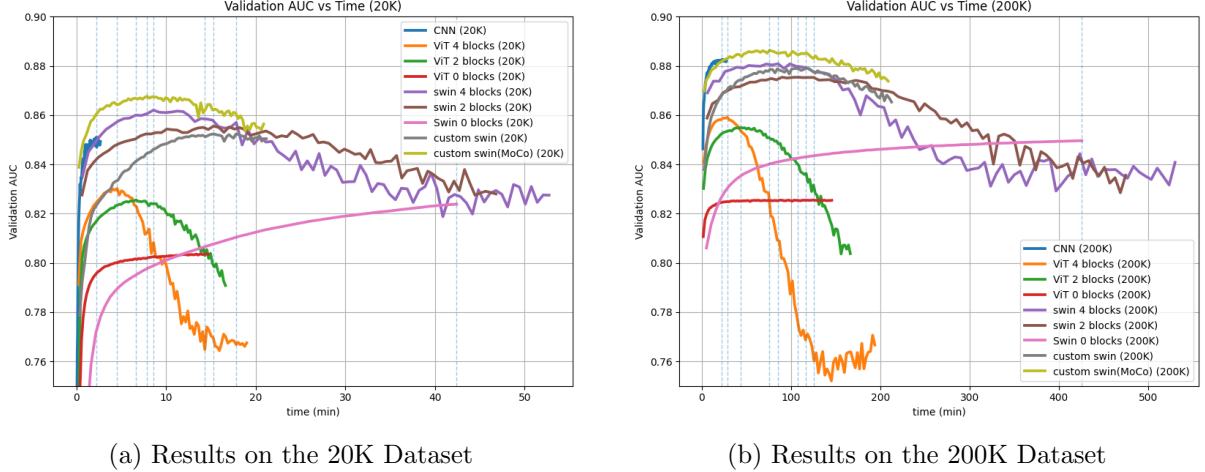 Validation AUC vs Time (20K)
0.90
0.88
0.86
0.84
0.82
0.80
0.78
0.76
Validation AUC
CNN (20K)
ViT 4 blocks (20K)
ViT 2 blocks (20K)
ViT 0 blocks (20K)
swin 4 blocks (20K)
swin 2 blocks (20K)
Swin 0 blocks (20K)
custom swin (20K)
custom swin(MoCo) (20K)
0 10 20 30 40 50
time (min)
(a) Results on the 20K Dataset
Validation AUC vs Time (200K)
0.90
0.88
0.86
0.84
0.82
0.80
0.78
0.76
Validation AUC
CNN (200K)
ViT 4 blocks (200K)
ViT 2 blocks (200K)
ViT 0 blocks (200K)
swin 4 blocks (200K)
swin 2 blocks (200K)
Swin 0 blocks (200K)
custom swin (200K)
custom swin(MoCo) (200K)
0 100 200 300 400 500
time (min)
(b) Results on the 200K Dataset